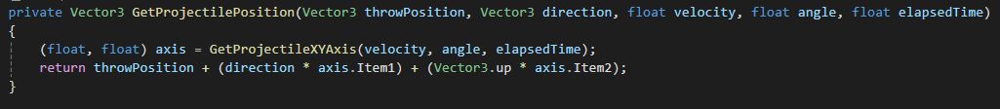 private Vector3 GetProjectilePosition(Vector3 throwPosition, Vector3 direction, float velocity, float angle, float elapsedTime)
{
    (float, float) axis = GetProjectileXYAxis(velocity, angle, elapsedTime);
    return throwPosition + (direction * axis.Item1) + (Vector3.up * axis.Item2);
}